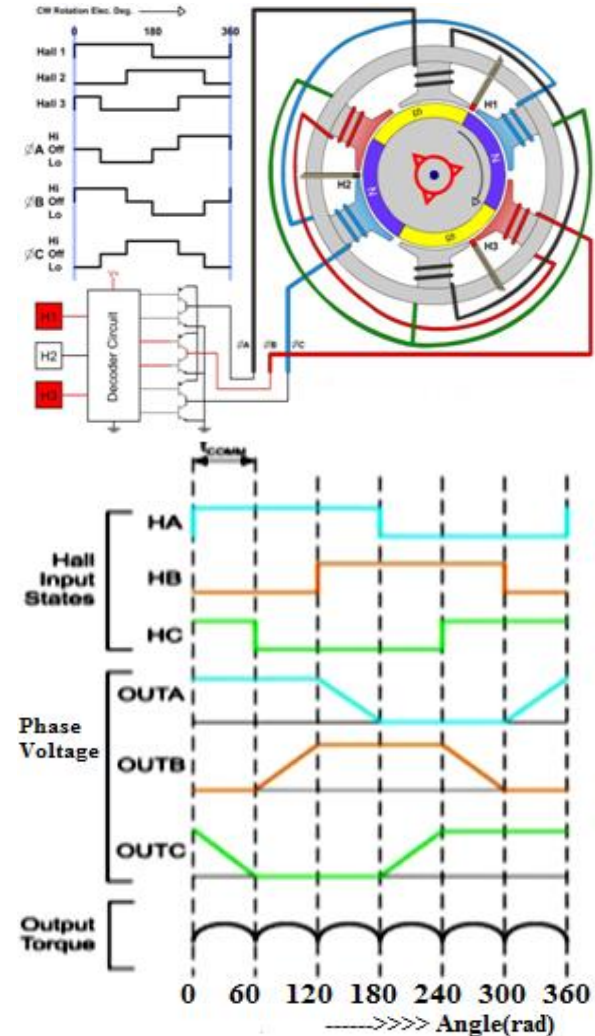 CW Rotation Elec. Deg.
0 180 360
Hall 1
Hall 2
Hall 3
Hi
ØA Off
Lo
Hi
ØB Off
Lo
Hi
ØC Off
Lo
V+
H1
H2
H3
Decoder Circuit
ØA ØB ØC
H1
H2
H3
S
N
N
S
τCOMM
HA
Hall
Input
States
HB
HC
OUTA
Phase
Voltage
OUTB
OUTC
Output
Torque
0 60 120 180 240 300 360
------>>>> Angle(rad)